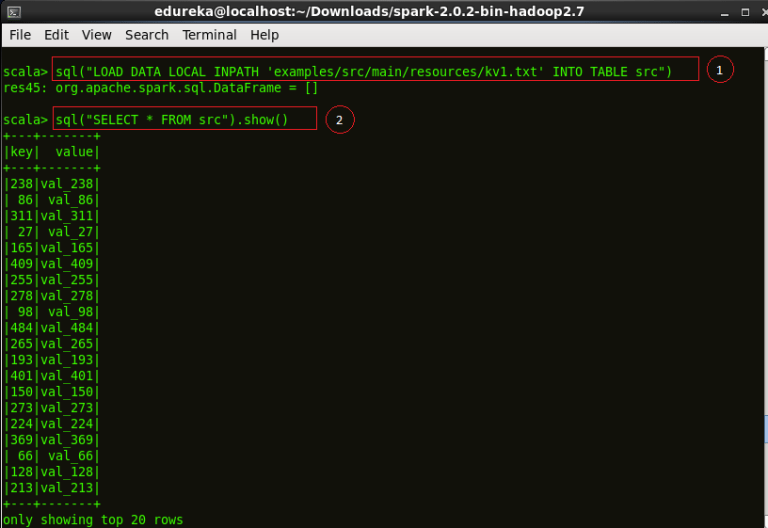 edureka@localhost:~/Downloads/spark-2.0.2-bin-hadoop2.7
File Edit View Search Terminal Help
scala> sql("LOAD DATA LOCAL INPATH 'examples/src/main/resources/kv1.txt' INTO TABLE src") 1
res45: org.apache.spark.sql.DataFrame = []
scala> sql("SELECT * FROM src").show() 2
+---+-------+
|key|  value|
+---+-------+
|238|val_238|
| 86| val_86|
|311|val_311|
| 27| val_27|
|165|val_165|
|409|val_409|
|255|val_255|
|278|val_278|
| 98| val_98|
|484|val_484|
|265|val_265|
|193|val_193|
|401|val_401|
|150|val_150|
|273|val_273|
|224|val_224|
|369|val_369|
| 66| val_66|
|128|val_128|
|213|val_213|
+---+-------+
only showing top 20 rows